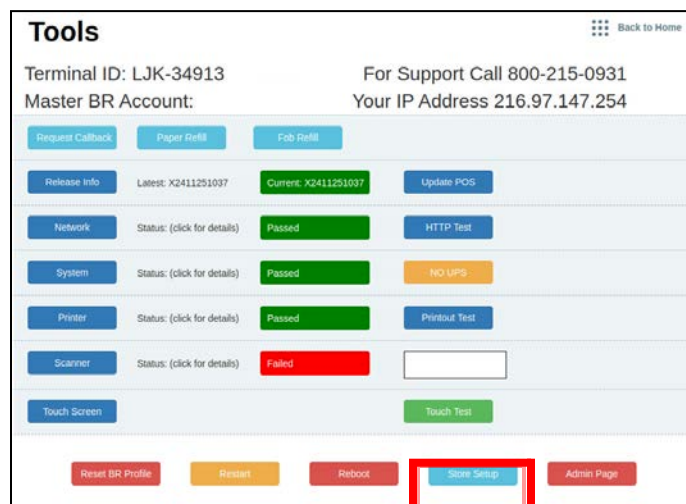 Tools
Back to Home
Terminal ID: LJK-34913 For Support Call 800-215-0931
Master BR Account: Your IP Address 216.97.147.254
Request Callback Paper Refill Fob Refill
Release Info Latest: X2411251037 Current: X2411251037 Update POS
Network Status: (click for details) Passed HTTP Test
System Status: (click for details) Passed NO UPS
Printer Status: (click for details) Passed Printout Test
Scanner Status: (click for details) Failed
Touch Screen Touch Test
Reset BR Profile Restart Reboot Store Setup Admin Page